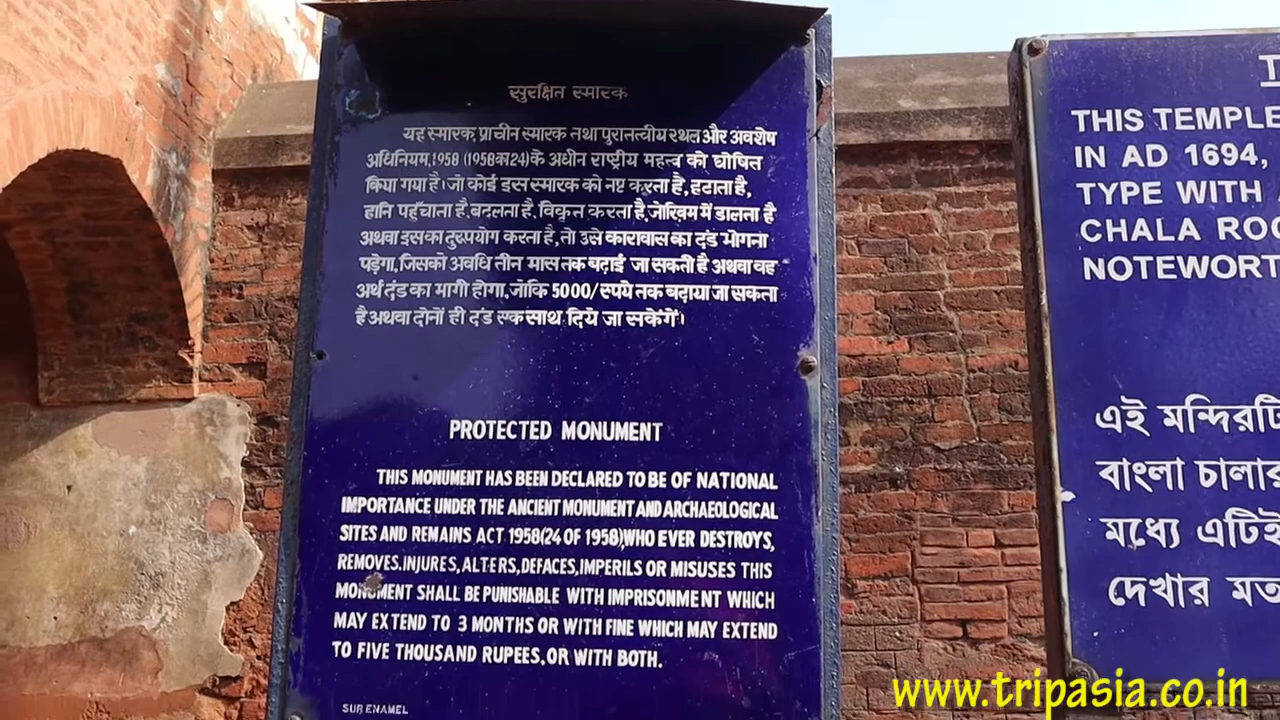 सुरक्षित स्मारक
यह स्मारक, प्राचीन स्मारक तथा पुरातत्वीय स्थल और अवशेष
अधिनियम, 1958 (1958 का 24) के अधीन राष्ट्रीय महत्व को घोषित
किया गया है। जो कोई इस स्मारक को नष्ट करता है, हटाता है,
हानि पहुँचाता है, बदलता है, विकृत करता है, जोखिम में डालता है
अथवा इसका दुरुपयोग करता है, तो उसे कारावास का दंड भोगना
पड़ेगा, जिसको अवधि तीन मास तक बढ़ाई जा सकती है अथवा वह
अर्थ दंड का भागी होगा, जोकि 5000/ रुपये तक बढ़ाया जा सकता
है अथवा दोनों ही दंड एक साथ दिये जा सकेगें।
PROTECTED MONUMENT
THIS MONUMENT HAS BEEN DECLARED TO BE OF NATIONAL
IMPORTANCE UNDER THE ANCIENT MONUMENT AND ARCHAEOLOGICAL
SITES AND REMAINS ACT 1958(24 OF 1958),WHO EVER DESTROYS,
REMOVES.INJURES, ALTERS, DEFACES, IMPERILS OR MISUSES THIS
MONUMENT SHALL BE PUNISHABLE WITH IMPRISONMENT WHICH
MAY EXTEND TO 3 MONTHS OR WITH FINE WHICH MAY EXTEND
TO FIVE THOUSAND RUPEES, OR WITH BOTH.
SUR ENAMEL
THIS TEMPLE
IN AD 1694,
TYPE WITH
CHALA ROO
NOTEWORT
এই মন্দিরটি
বাংলা চালার
মধ্যে এটিই
দেখার মত
www.tripasia.co.in